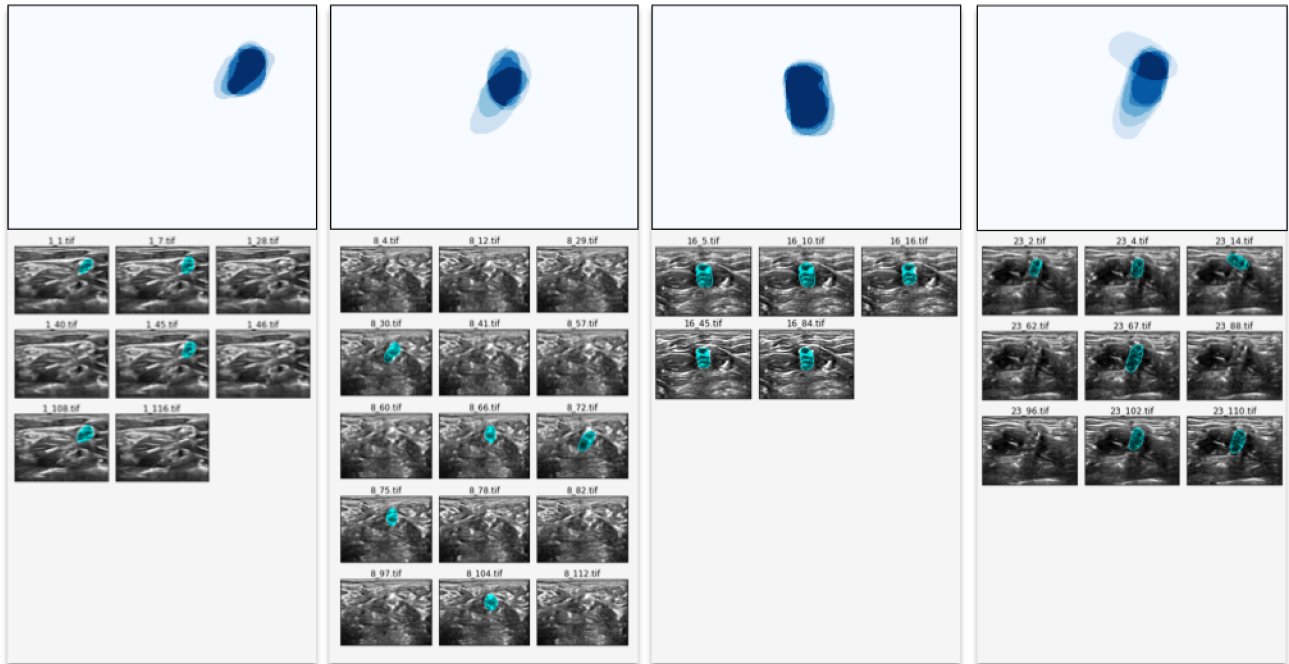 1_1.tif 1_7.tif 1_28.tif
1_40.tif 1_45.tif 1_46.tif
1_108.tif 1_116.tif
8_4.tif 8_12.tif 8_29.tif
8_30.tif 8_41.tif 8_57.tif
8_60.tif 8_66.tif 8_72.tif
8_75.tif 8_78.tif 8_82.tif
8_97.tif 8_104.tif 8_112.tif
16_5.tif 16_10.tif 16_16.tif
16_45.tif 16_84.tif
23_2.tif 23_4.tif 23_14.tif
23_62.tif 23_67.tif 23_88.tif
23_96.tif 23_102.tif 23_110.tif